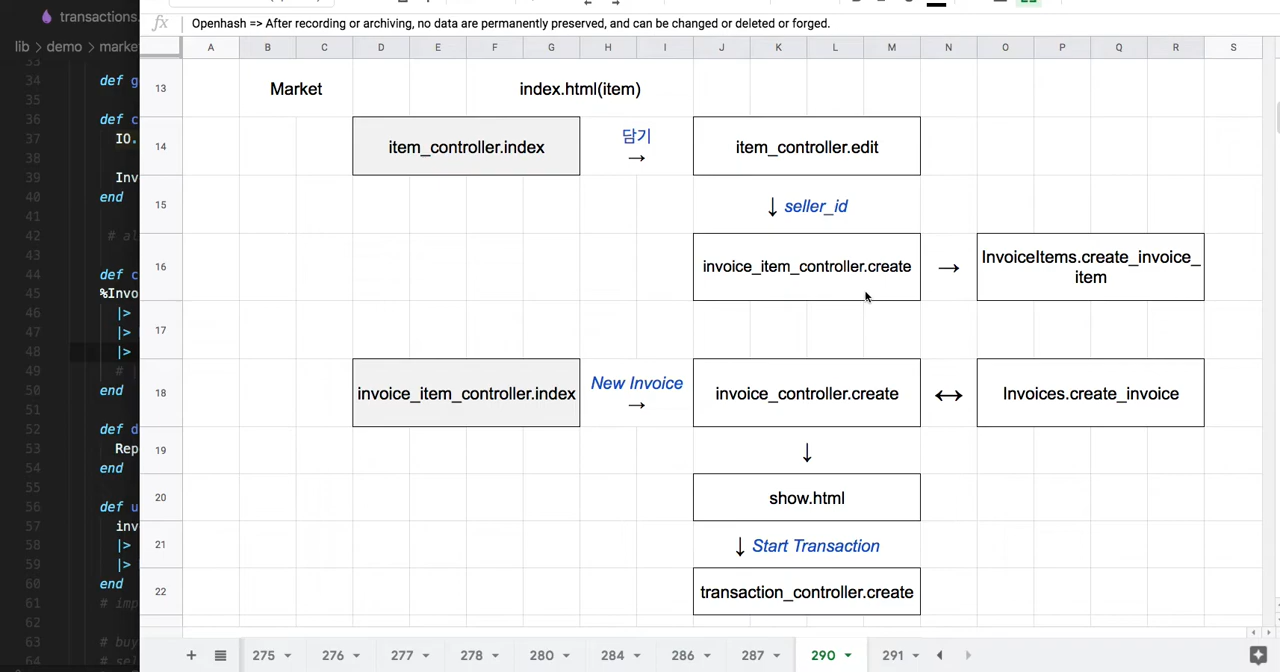 transactions.
lib > demo > marke
fx Openhash => After recording or archiving, no data are permanently preserved, and can be changed or deleted or forged.
A B C D E F G H I J K L M N O P Q R S
33
34 def g
35
36 def c
37 IO.
38
39 Inv
40 end
41
42 # al
43
44 def c
45 %Invo
46 |>
47 |>
48 |>
49 # |
50 end
51
52 def d
53 Rep
54 end
55
56 def u
57 inv
58 |>
59 |>
60 end
61 # imp
62
63 # buy
64 # sel
13 Market index.html(item)
14 item_controller.index 담기 → item_controller.edit
15 ↓ seller_id
16 invoice_item_controller.create → InvoiceItems.create_invoice_
item
17
18 invoice_item_controller.index New Invoice → invoice_controller.create ↔ Invoices.create_invoice
19 ↓
20 show.html
21 ↓ Start Transaction
22 transaction_controller.create
+ 275 276 277 278 280 284 286 287 290 291